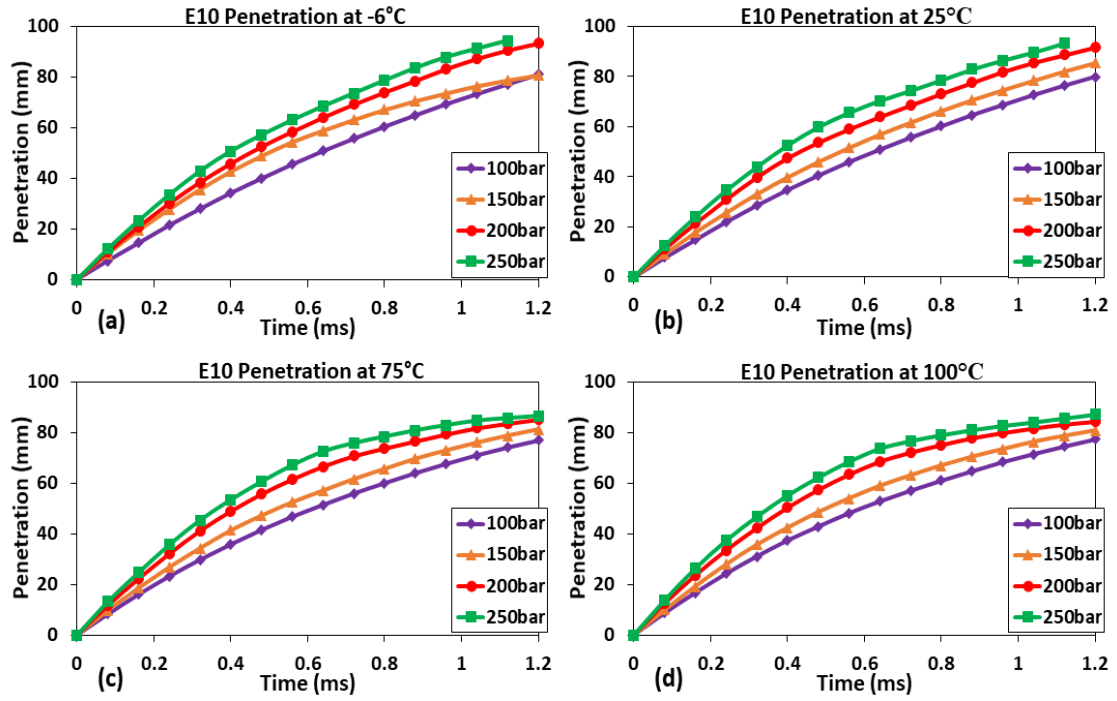 E10 Penetration at -6°C
Penetration (mm)
100
80
60
40
20
0
0 0.2 0.4 0.6 0.8 1 1.2
Time (ms)
(a)
100bar
150bar
200bar
250bar
E10 Penetration at 25°C
Penetration (mm)
100
80
60
40
20
0
0 0.2 0.4 0.6 0.8 1 1.2
Time (ms)
(b)
100bar
150bar
200bar
250bar
E10 Penetration at 75°C
Penetration (mm)
100
80
60
40
20
0
0 0.2 0.4 0.6 0.8 1 1.2
Time (ms)
(c)
100bar
150bar
200bar
250bar
E10 Penetration at 100°C
Penetration (mm)
100
80
60
40
20
0
0 0.2 0.4 0.6 0.8 1 1.2
Time (ms)
(d)
100bar
150bar
200bar
250bar